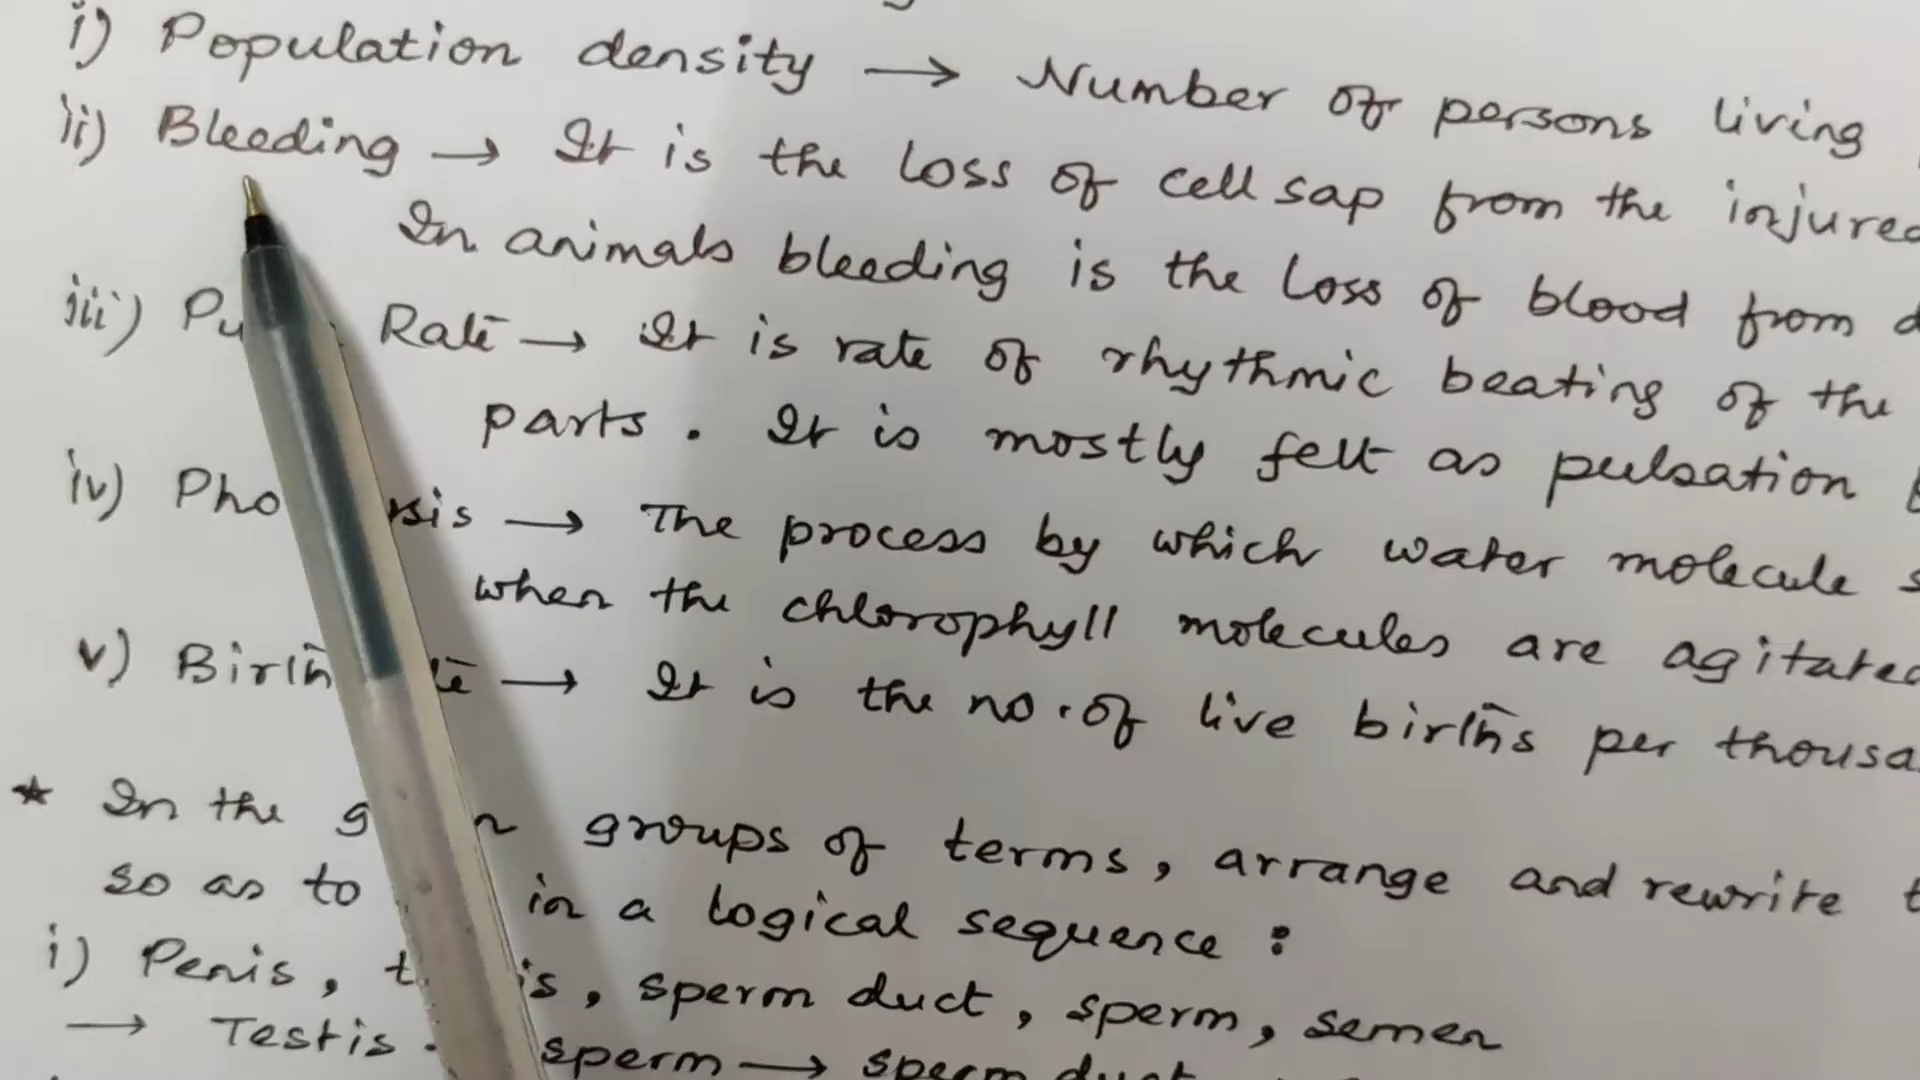 i) Population density → Number of persons living
ii) Bleeding → It is the loss of cell sap from the injured
In animals bleeding is the loss of blood from
iii) Rate → It is rate of rhythmic beating of the
parts. It is mostly felt as pulsation
iv) → The process by which water molecule
when the chlorophyll molecules are agitated
v) Birth → It is the no. of live births per
* In the groups of terms, arrange and rewrite
so as to in a logical sequence :
i) Penis, sperm duct, sperm, semen
→ Testis sperm → sperm duct